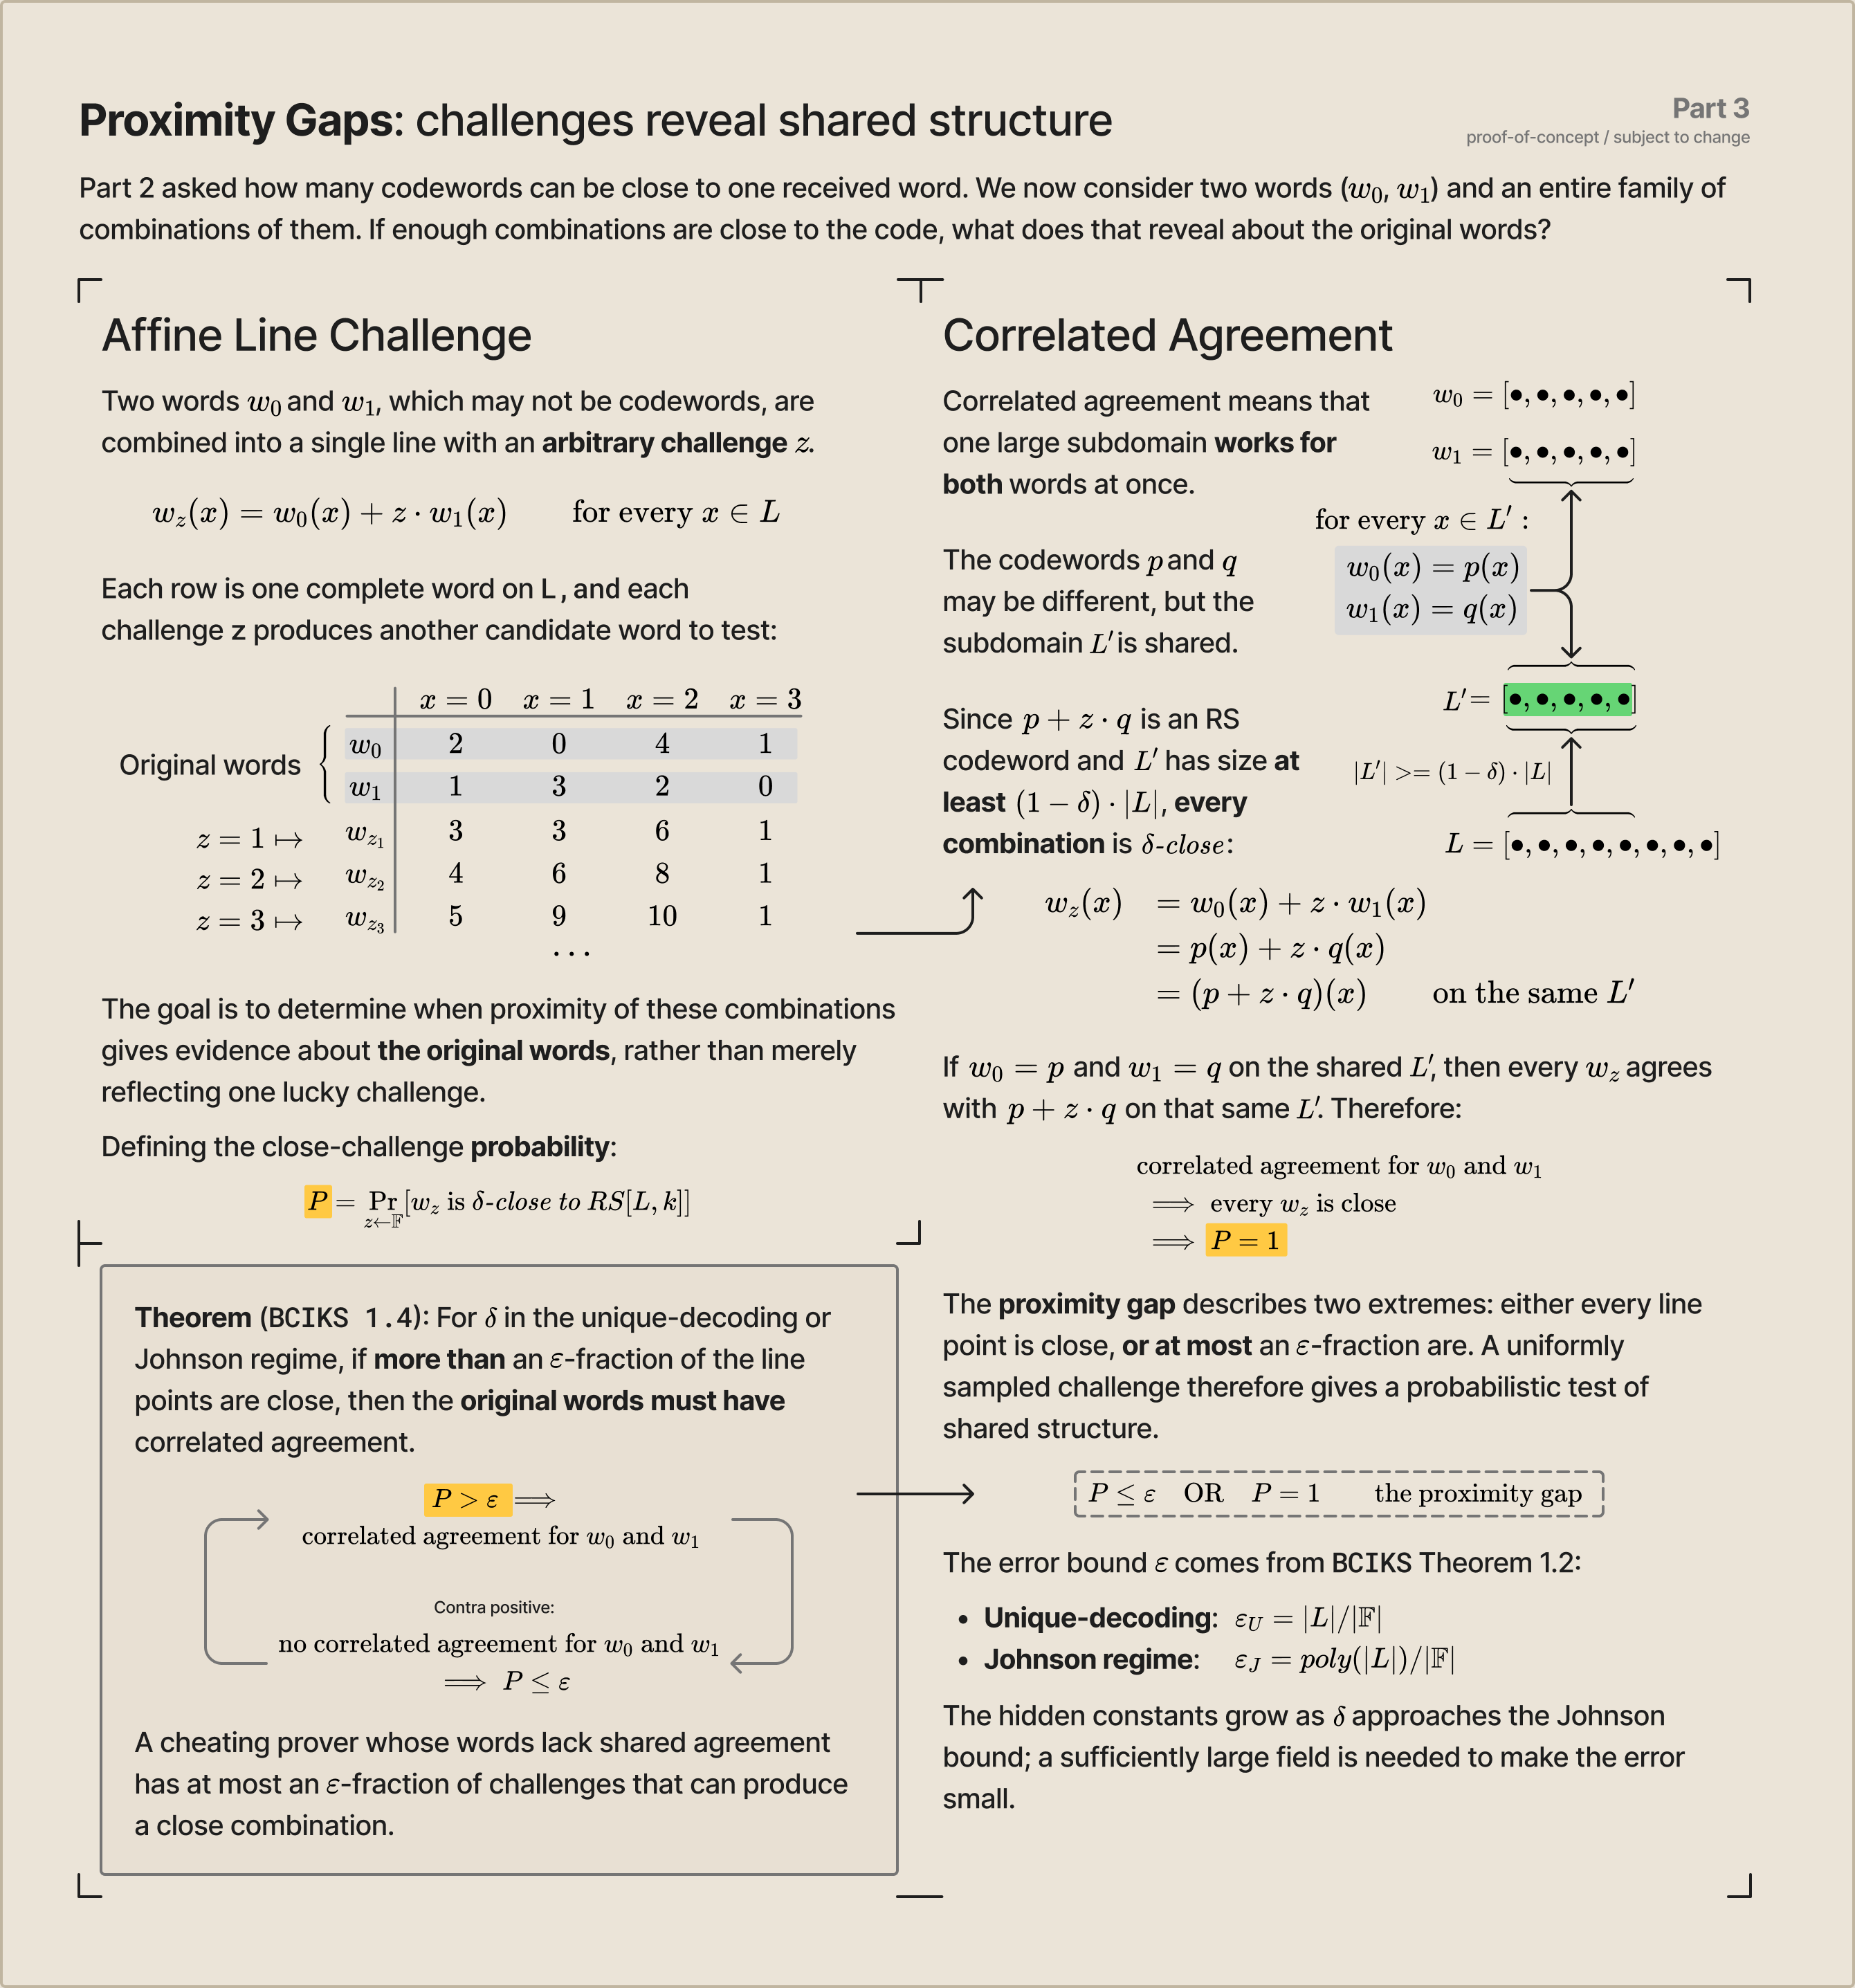 Proximity Gaps: challenges reveal shared structure
Part 3
proof-of-concept / subject to change
Part 2 asked how many codewords can be close to one received word. We now consider two words (w₀, w₁) and an entire family of
combinations of them. If enough combinations are close to the code, what does that reveal about the original words?
Affine Line Challenge
Two words w₀ and w₁, which may not be codewords, are
combined into a single line with an arbitrary challenge z.
w_z(x) = w₀(x) + z · w₁(x) for every x ∈ L
Each row is one complete word on L, and each
challenge z produces another candidate word to test:
x = 0 x = 1 x = 2 x = 3
Original words
w₀ 2 0 4 1
w₁ 1 3 2 0
z = 1 ↦ w_{z₁} 3 3 6 1
z = 2 ↦ w_{z₂} 4 6 8 1
z = 3 ↦ w_{z₃} 5 9 10 1
...
The goal is to determine when proximity of these combinations
gives evidence about the original words, rather than merely
reflecting one lucky challenge.
Defining the close-challenge probability:
P = Pr_{z←𝔽}[w_z is δ-close to RS[L, k]]
Theorem (BCIKS 1.4): For δ in the unique-decoding or
Johnson regime, if more than an ε-fraction of the line
points are close, then the original words must have
correlated agreement.
P > ε ⟹
correlated agreement for w₀ and w₁
Contra positive:
no correlated agreement for w₀ and w₁
⟹ P ≤ ε
A cheating prover whose words lack shared agreement
has at most an ε-fraction of challenges that can produce
a close combination.
Correlated Agreement
Correlated agreement means that
one large subdomain works for
both words at once.
w₀ = [•, •, •, •, •]
w₁ = [•, •, •, •, •]
for every x ∈ L′ :
w₀(x) = p(x)
w₁(x) = q(x)
The codewords p and q
may be different, but the
subdomain L′ is shared.
L′= [•, •, •, •, •]
|L′| >= (1 − δ) · |L|
L = [•, •, •, •, •, •, •, •]
Since p + z · q is an RS
codeword and L′ has size at
least (1 − δ) · |L|, every
combination is δ-close:
w_z(x) = w₀(x) + z · w₁(x)
= p(x) + z · q(x)
= (p + z · q)(x) on the same L′
If w₀ = p and w₁ = q on the shared L′, then every w_z agrees
with p + z · q on that same L′. Therefore:
correlated agreement for w₀ and w₁
⟹ every w_z is close
⟹ P = 1
The proximity gap describes two extremes: either every line
point is close, or at most an ε-fraction are. A uniformly
sampled challenge therefore gives a probabilistic test of
shared structure.
P ≤ ε OR P = 1 the proximity gap
The error bound ε comes from BCIKS Theorem 1.2:
• Unique-decoding: ε_U = |L|/|𝔽|
• Johnson regime: ε_J = poly(|L|)/|𝔽|
The hidden constants grow as δ approaches the Johnson
bound; a sufficiently large field is needed to make the error
small.